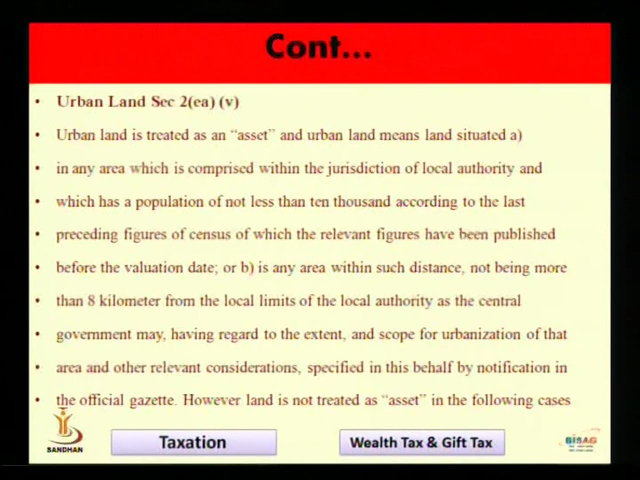 Cont...
• Urban Land Sec 2(ea) (v)
• Urban land is treated as an “asset” and urban land means land situated a)
• in any area which is comprised within the jurisdiction of local authority and
• which has a population of not less than ten thousand according to the last
• preceding figures of census of which the relevant figures have been published
• before the valuation date; or b) is any area within such distance, not being more
• than 8 kilometer from the local limits of the local authority as the central
• government may, having regard to the extent, and scope for urbanization of that
• area and other relevant considerations, specified in this behalf by notification in
• the official gazette. However land is not treated as “asset” in the following cases
SANDHAN
Taxation
Wealth Tax & Gift Tax
BISAG